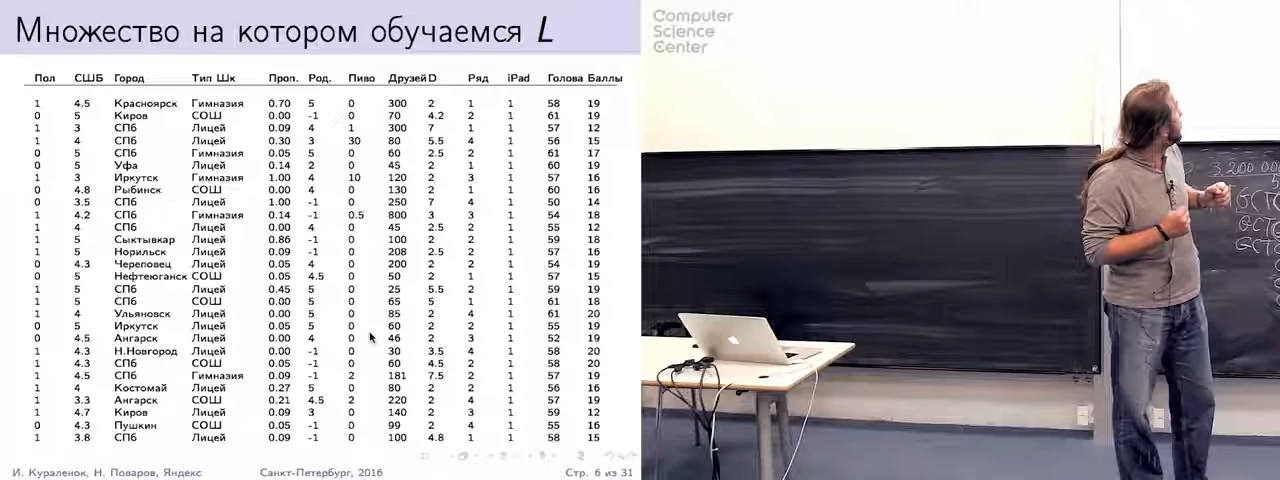 Множество на котором обучаемся L
Пол СШБ Город Тип Шк Проп. Род. Пиво Друзей D Ряд iPad Голова Баллы
1 4.5 Красноярск Гимназия 0.70 5 0 300 2 1 1 58 19
0 5 Киров СОШ 0.00 -1 0 70 4.2 2 1 61 19
1 3 СПб Лицей 0.09 4 1 300 7 1 1 57 12
1 4 СПб Лицей 0.30 3 30 80 5.5 4 1 56 15
0 5 СПб Гимназия 0.05 5 0 60 2.5 2 1 61 17
0 5 Уфа Лицей 0.14 2 0 45 2 1 1 60 19
1 3 Иркутск Гимназия 1.00 4 10 120 2 3 1 57 16
0 4.8 Рыбинск СОШ 0.00 4 0 130 2 1 1 60 16
0 3.5 СПб Лицей 1.00 -1 0 250 7 4 1 50 14
1 4.2 СПб Гимназия 0.14 -1 0.5 800 3 3 1 54 18
1 4 СПб Лицей 0.00 4 0 45 2.5 2 1 55 12
1 5 Сыктывкар Лицей 0.86 -1 0 100 2 2 1 59 18
1 5 Норильск Лицей 0.09 -1 0 208 2.5 2 1 57 16
0 4.3 Череповец Лицей 0.05 4 0 200 2 2 1 54 19
0 5 Нефтеюганск СОШ 0.05 4.5 0 50 2 1 1 57 15
1 5 СПб Лицей 0.45 5 0 25 5.5 2 1 59 19
1 5 СПб СОШ 0.00 5 0 65 5 1 1 61 18
1 4 Ульяновск Лицей 0.00 5 0 85 2 4 1 61 20
0 5 Иркутск Лицей 0.05 5 0 60 2 2 1 55 19
0 4.5 Ангарск Лицей 0.00 4 0 46 2 3 1 52 19
1 4.3 Н.Новгород Лицей 0.00 -1 0 30 3.5 4 1 58 20
1 4.3 СПб СОШ 0.05 -1 0 60 4.5 2 1 58 20
1 4.5 СПб Гимназия 0.09 -1 2 181 7.5 2 1 57 19
1 4 Костомай Лицей 0.27 5 0 80 2 2 1 56 16
1 3.3 Ангарск СОШ 0.21 4.5 2 220 2 4 1 57 19
1 4.7 Киров Лицей 0.09 3 0 140 2 3 1 59 12
0 4.3 Пушкин СОШ 0.05 -1 0 99 2 4 1 55 16
1 3.8 СПб Лицей 0.09 -1 0 100 4.8 1 1 58 15
И. Кураленок, Н. Поваров, Яндекс Санкт-Петербург, 2016 Стр. 6 из 31
Computer
Science
Center
3 200 00
GCT
GCT